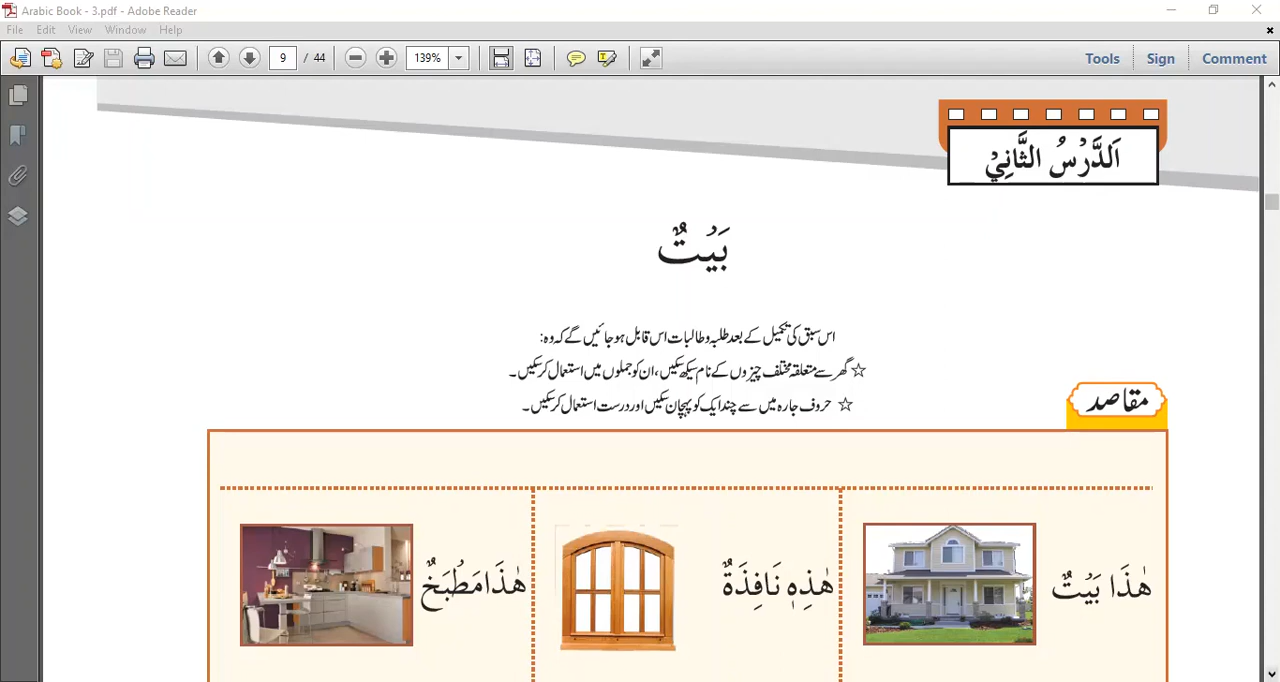 Arabic Book - 3.pdf - Adobe Reader
File Edit View Window Help
9 / 44 139% Tools Sign Comment
اَلدَّرْسُ الثَّانِيْ
بَيْتٌ
اس سبق کی تکمیل کے بعد طلبہ و طالبات اس قابل ہو جائیں گے کہ وہ:
☆ گھر سے متعلقہ مختلف چیزوں کے نام سیکھ سکیں، ان کو جملوں میں استعمال کر سکیں۔
☆ حروف جارہ میں سے چند ایک کو پہچان سکیں اور درست استعمال کر سکیں۔
مقاصد
هٰذَا بَيْتٌ
هٰذِهٖ نَافِذَةٌ
هٰذَا مَطْبَخٌ